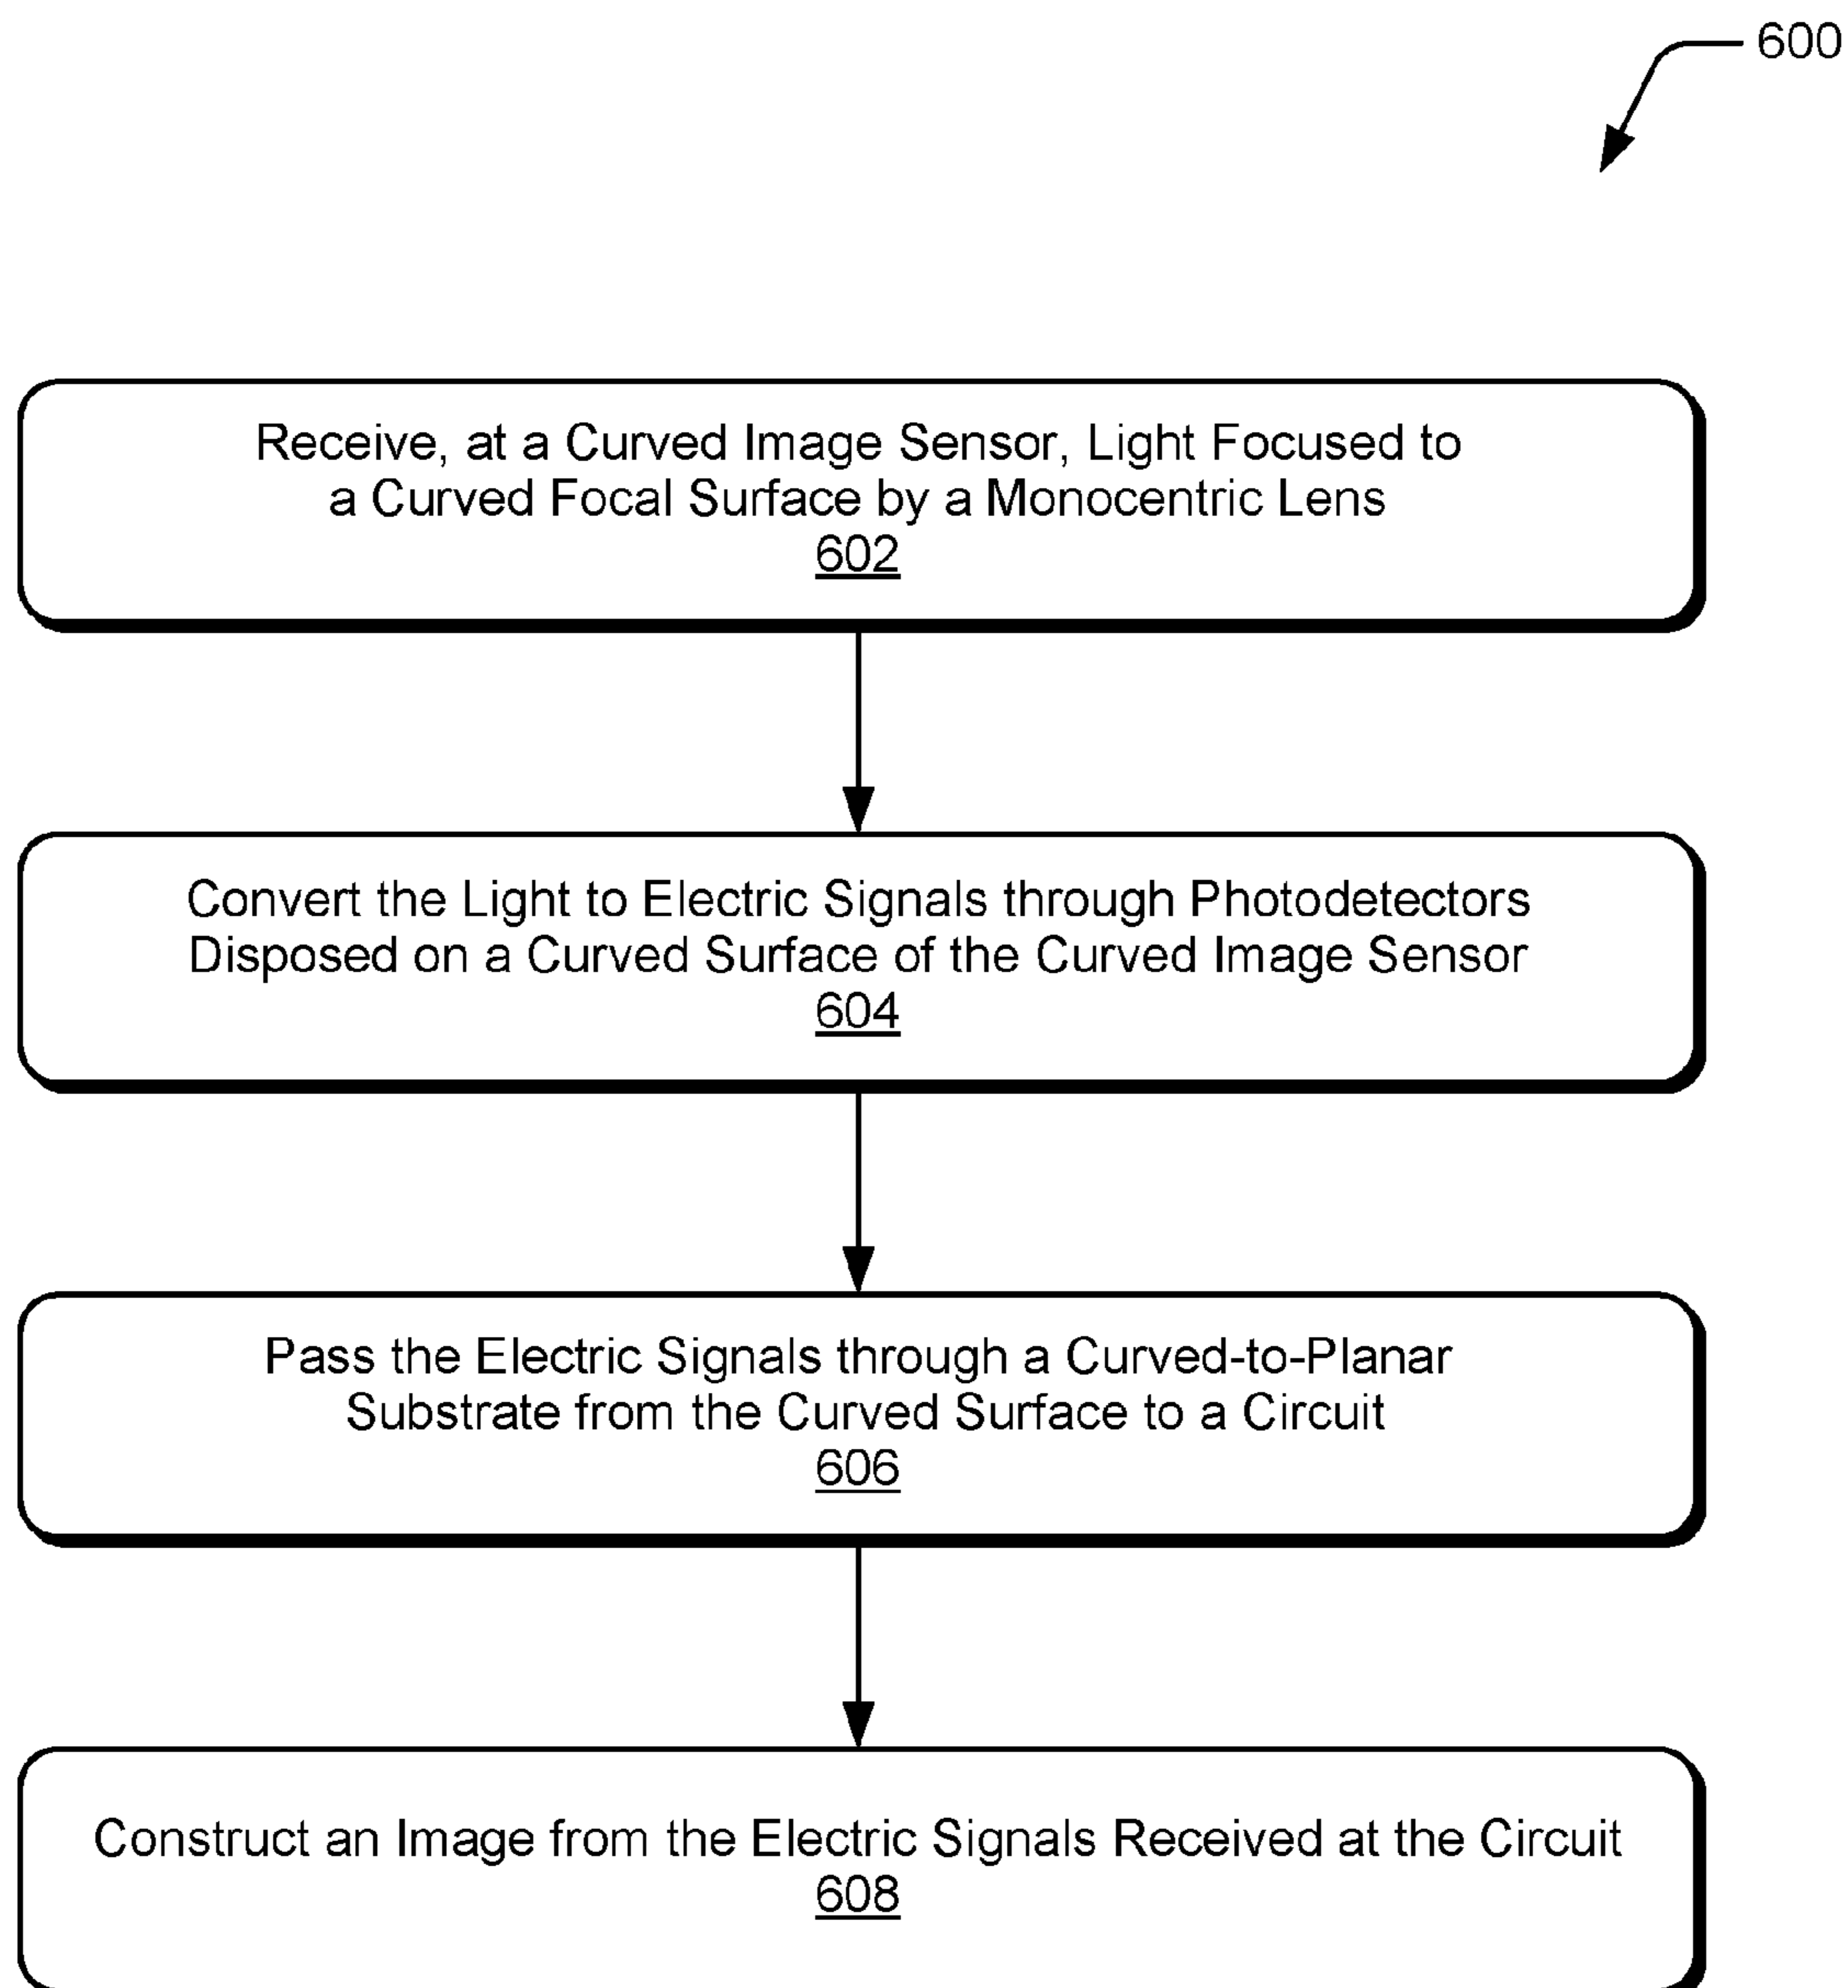 600
Receive, at a Curved Image Sensor, Light Focused to
a Curved Focal Surface by a Monocentric Lens
602
Convert the Light to Electric Signals through Photodetectors
Disposed on a Curved Surface of the Curved Image Sensor
604
Pass the Electric Signals through a Curved-to-Planar
Substrate from the Curved Surface to a Circuit
606
Construct an Image from the Electric Signals Received at the Circuit
608